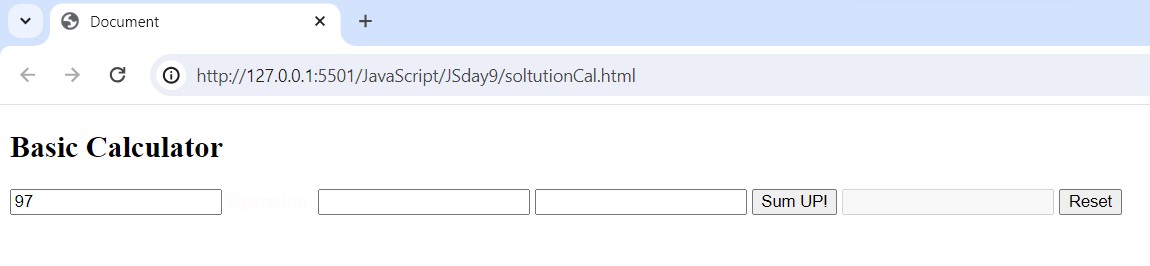 Document
http://127.0.0.1:5501/JavaScript/JSday9/soltutionCal.html
Basic Calculator
97 Operation Sum UP! Reset